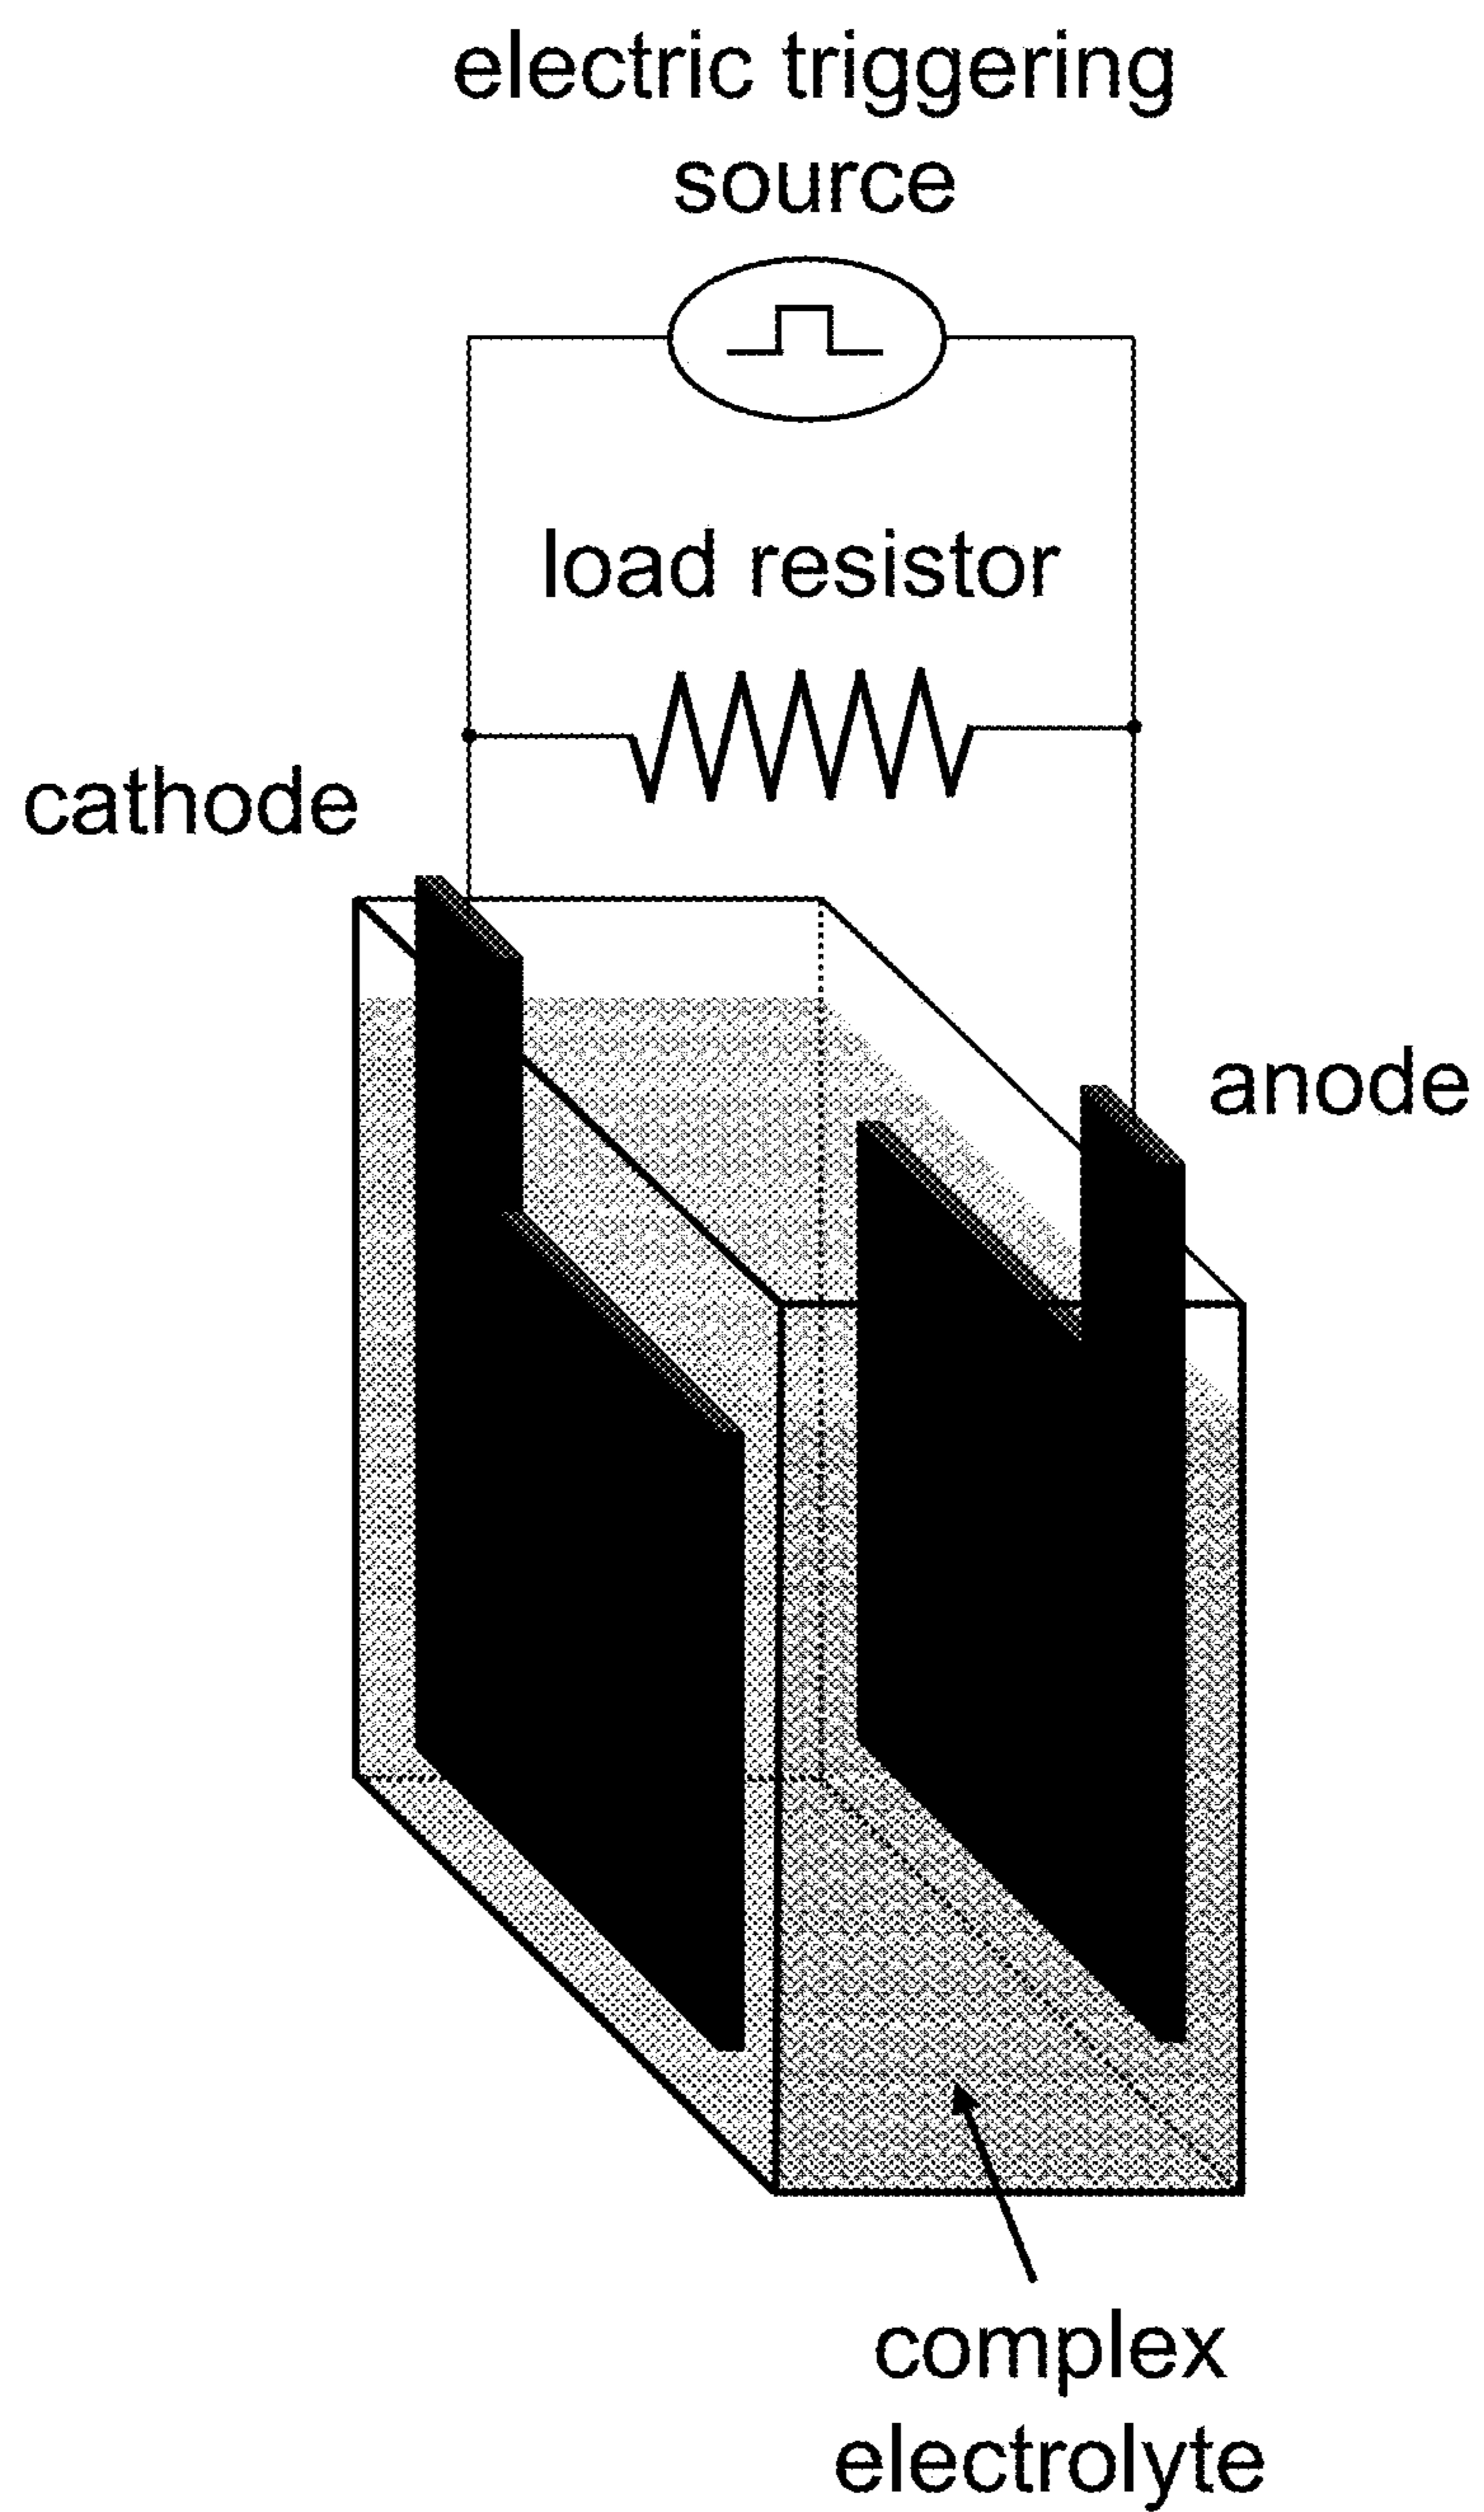 electric triggering
source
load resistor
cathode
anode
complex
electrolyte